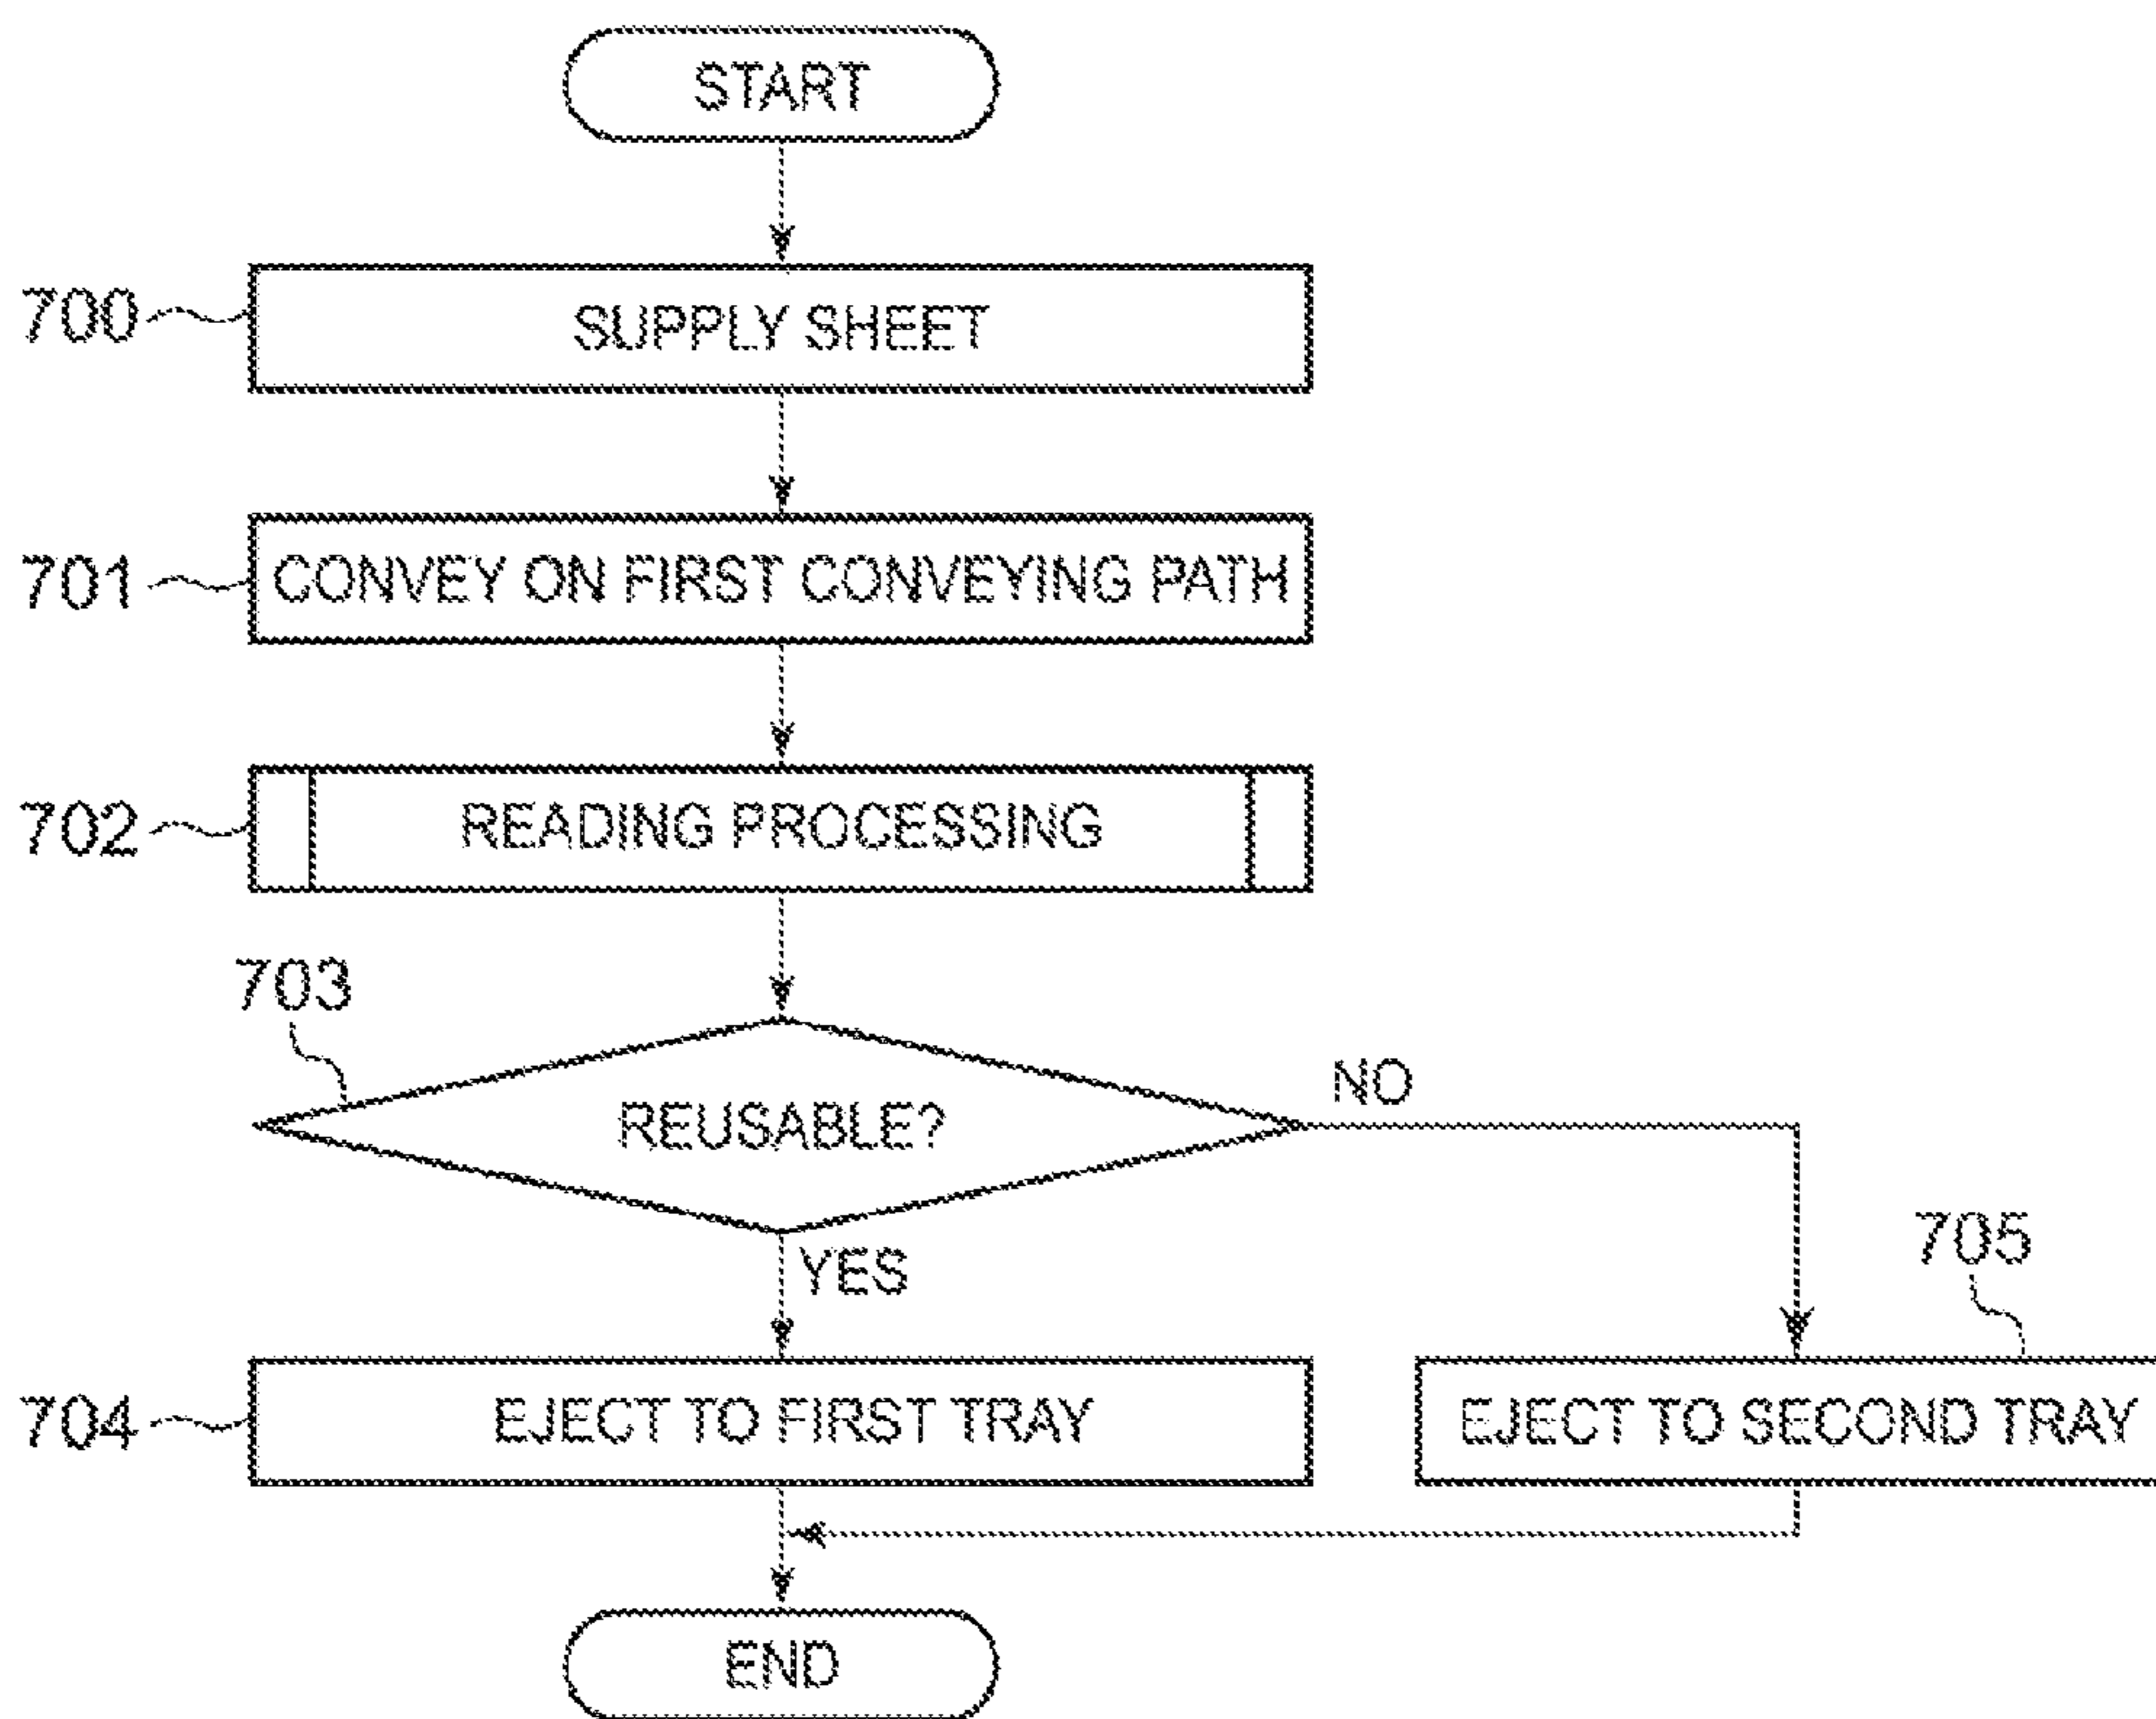 START
700
SUPPLY SHEET
701
CONVEY ON FIRST CONVEYING PATH
702
READING PROCESSING
703
REUSABLE?
NO
YES
705
704
EJECT TO FIRST TRAY
EJECT TO SECOND TRAY
END